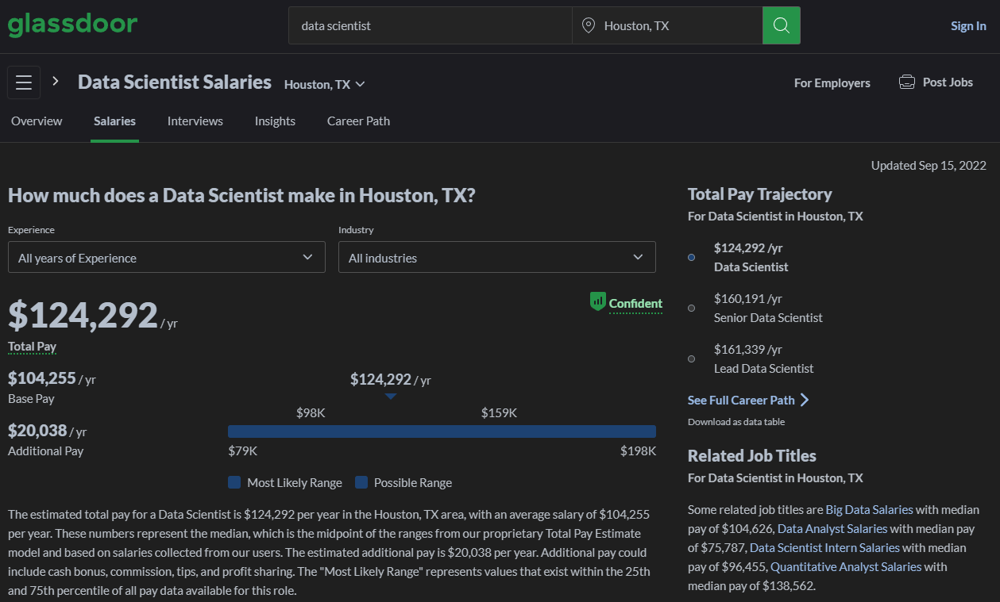 glassdoor
data scientist
Houston, TX
Sign In
Data Scientist Salaries
Houston, TX
For Employers
Post Jobs
Overview
Salaries
Interviews
Insights
Career Path
Updated Sep 15, 2022
How much does a Data Scientist make in Houston, TX?
Experience
Industry
All years of Experience
All industries
$124,292 / yr
Confident
Total Pay
$104,255 / yr
Base Pay
$20,038 / yr
Additional Pay
$124,292 / yr
$98K
$159K
$79K
$198K
Most Likely Range
Possible Range
The estimated total pay for a Data Scientist is $124,292 per year in the Houston, TX area, with an average salary of $104,255
per year. These numbers represent the median, which is the midpoint of the ranges from our proprietary Total Pay Estimate
model and based on salaries collected from our users. The estimated additional pay is $20,038 per year. Additional pay could
include cash bonus, commission, tips, and profit sharing. The "Most Likely Range" represents values that exist within the 25th
and 75th percentile of all pay data available for this role.
Total Pay Trajectory
For Data Scientist in Houston, TX
$124,292 /yr
Data Scientist
$160,191 /yr
Senior Data Scientist
$161,339 /yr
Lead Data Scientist
See Full Career Path
Download as data table
Related Job Titles
For Data Scientist in Houston, TX
Some related job titles are Big Data Salaries with median
pay of $104,626, Data Analyst Salaries with median pay
of $75,787, Data Scientist Intern Salaries with median
pay of $96,455, Quantitative Analyst Salaries with
median pay of $138,562.